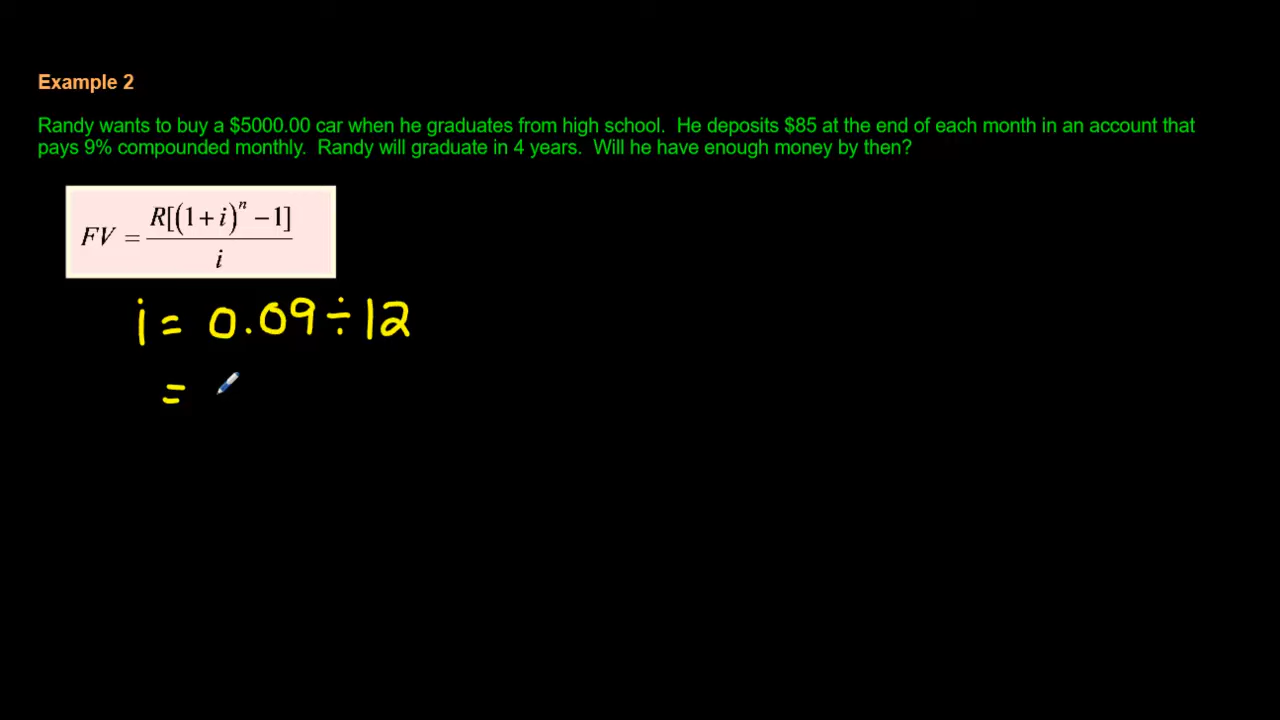 Example 2
Randy wants to buy a $5000.00 car when he graduates from high school. He deposits $85 at the end of each month in an account that
pays 9% compounded monthly. Randy will graduate in 4 years. Will he have enough money by then?
FV = R[(1+i)^n −1] / i
i = 0.09 ÷ 12
=